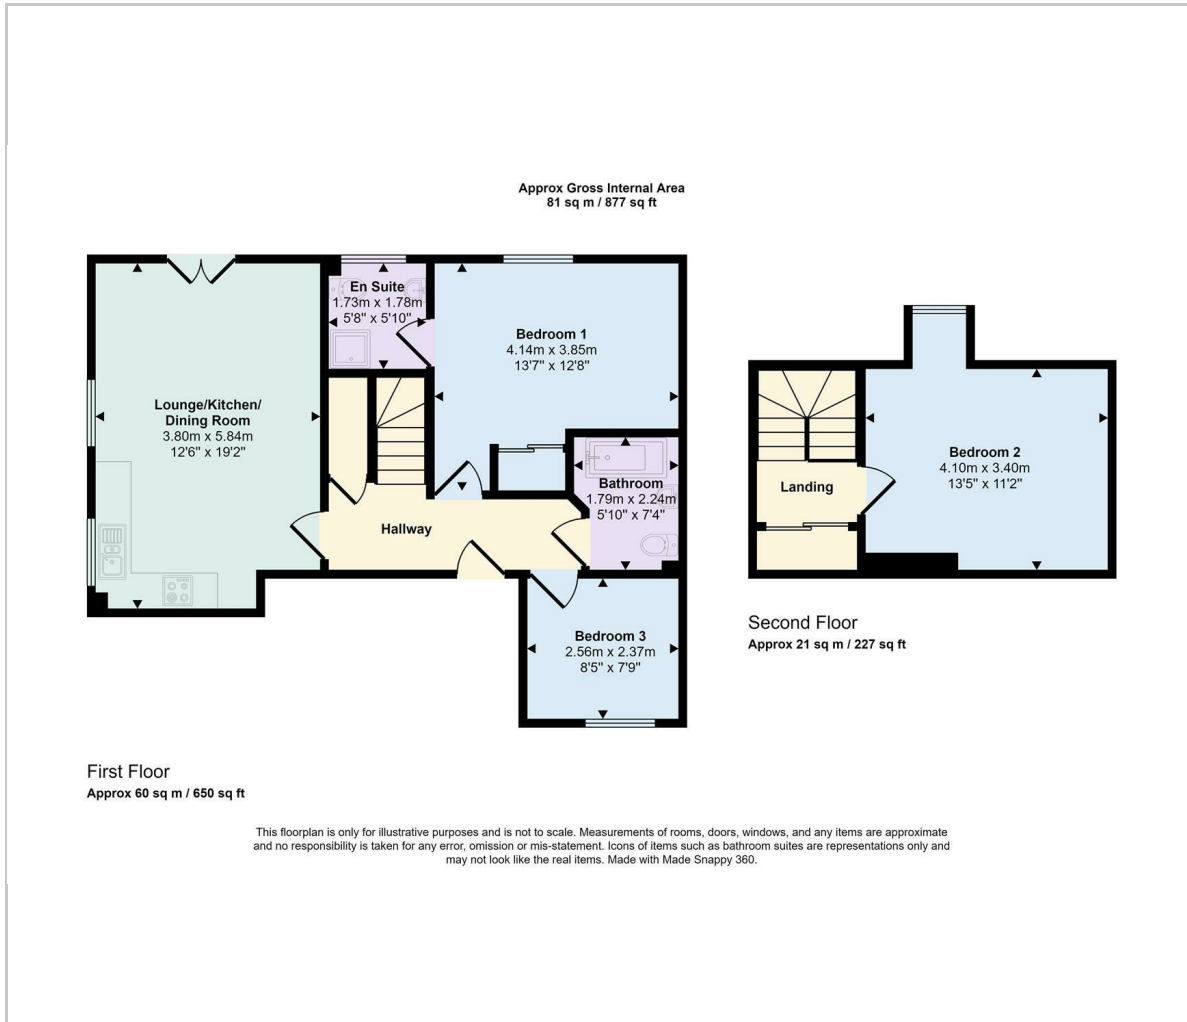 Approx Gross Internal Area
81 sq m / 877 sq ft
En Suite
1.73m x 1.78m
5'8" x 5'10"
Bedroom 1
4.14m x 3.85m
13'7" x 12'8"
Lounge/Kitchen/
Dining Room
3.80m x 5.84m
12'6" x 19'2"
Bathroom
1.79m x 2.24m
5'10" x 7'4"
Hallway
Bedroom 3
2.56m x 2.37m
8'5" x 7'9"
Bedroom 2
4.10m x 3.40m
13'5" x 11'2"
Landing
Second Floor
Approx 21 sq m / 227 sq ft
First Floor
Approx 60 sq m / 650 sq ft
This floorplan is only for illustrative purposes and is not to scale. Measurements of rooms, doors, windows, and any items are approximate
and no responsibility is taken for any error, omission or mis-statement. Icons of items such as bathroom suites are representations only and
may not look like the real items. Made with Made Snappy 360.